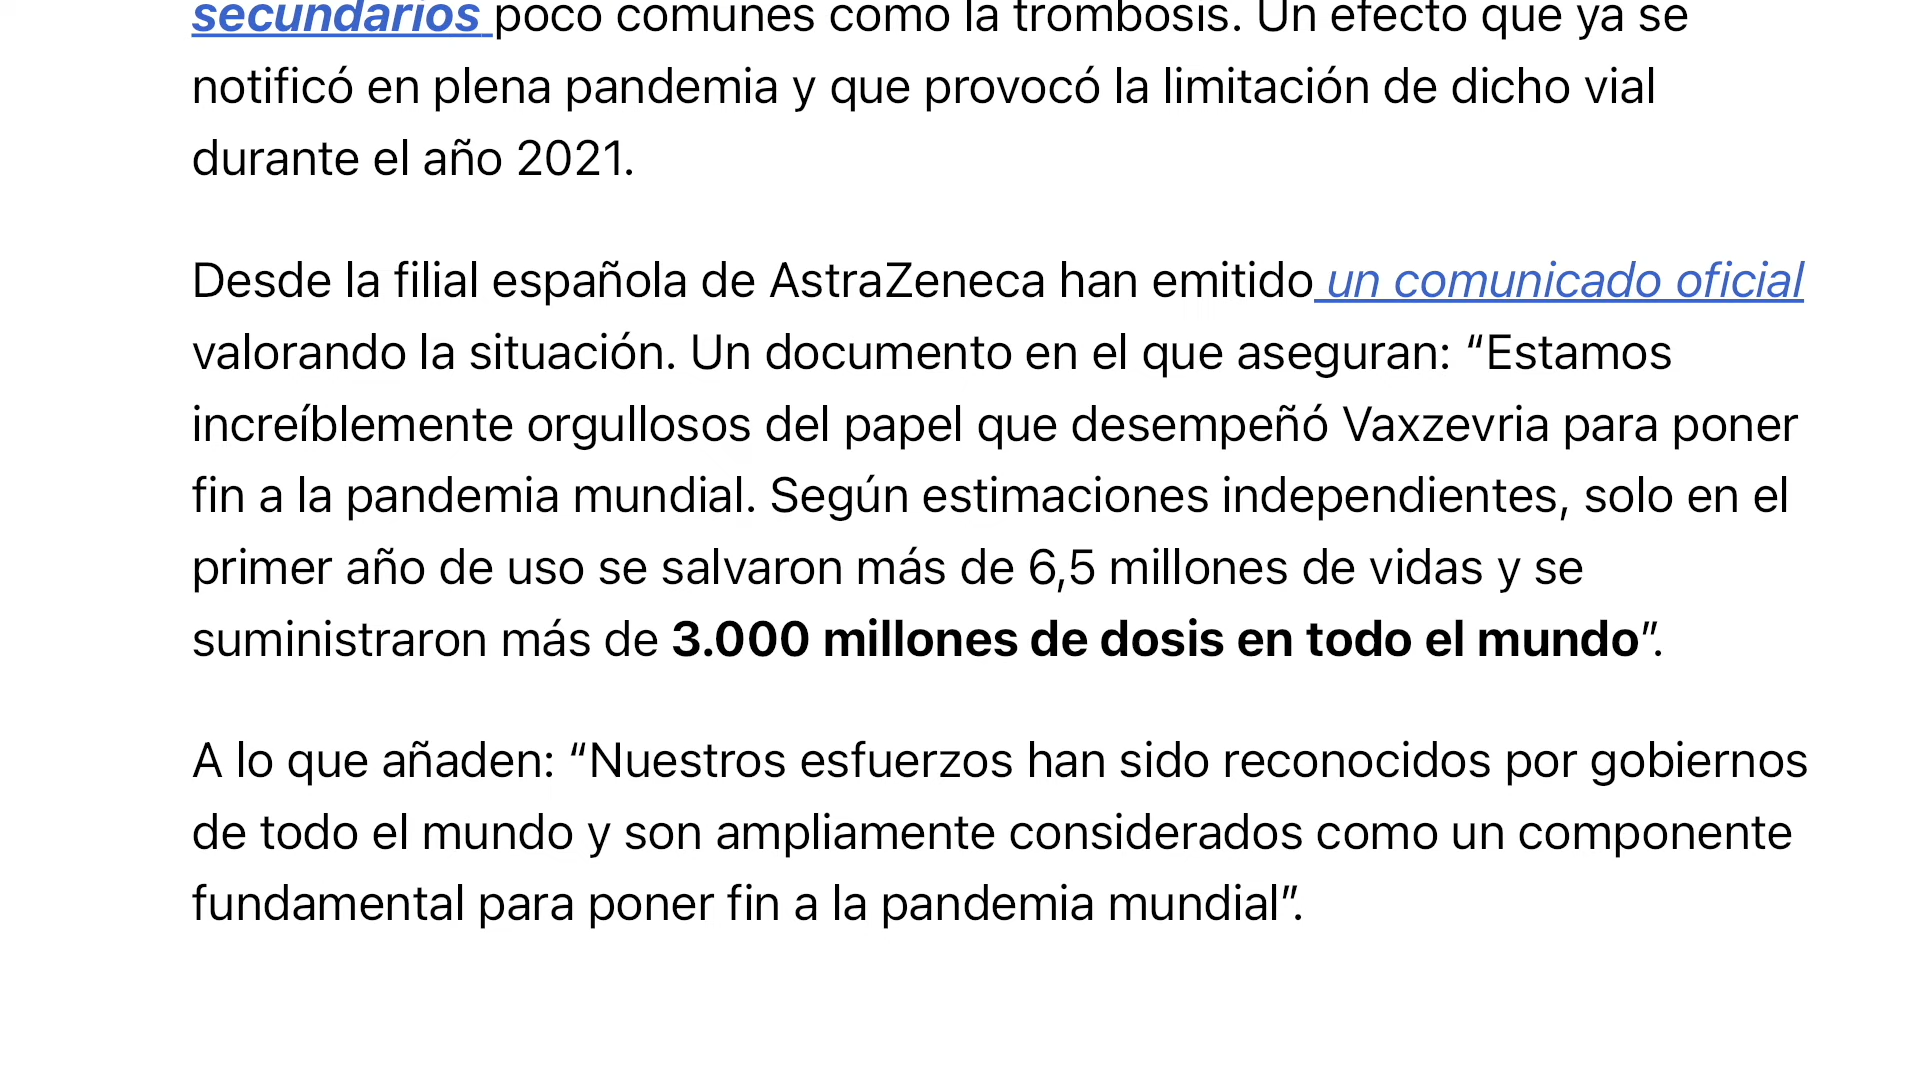 secundarios poco comunes como la trombosis. Un efecto que ya se
notificó en plena pandemia y que provocó la limitación de dicho vial
durante el año 2021.
Desde la filial española de AstraZeneca han emitido un comunicado oficial
valorando la situación. Un documento en el que aseguran: “Estamos
increíblemente orgullosos del papel que desempeñó Vaxzevria para poner
fin a la pandemia mundial. Según estimaciones independientes, solo en el
primer año de uso se salvaron más de 6,5 millones de vidas y se
suministraron más de 3.000 millones de dosis en todo el mundo”.
A lo que añaden: “Nuestros esfuerzos han sido reconocidos por gobiernos
de todo el mundo y son ampliamente considerados como un componente
fundamental para poner fin a la pandemia mundial”.